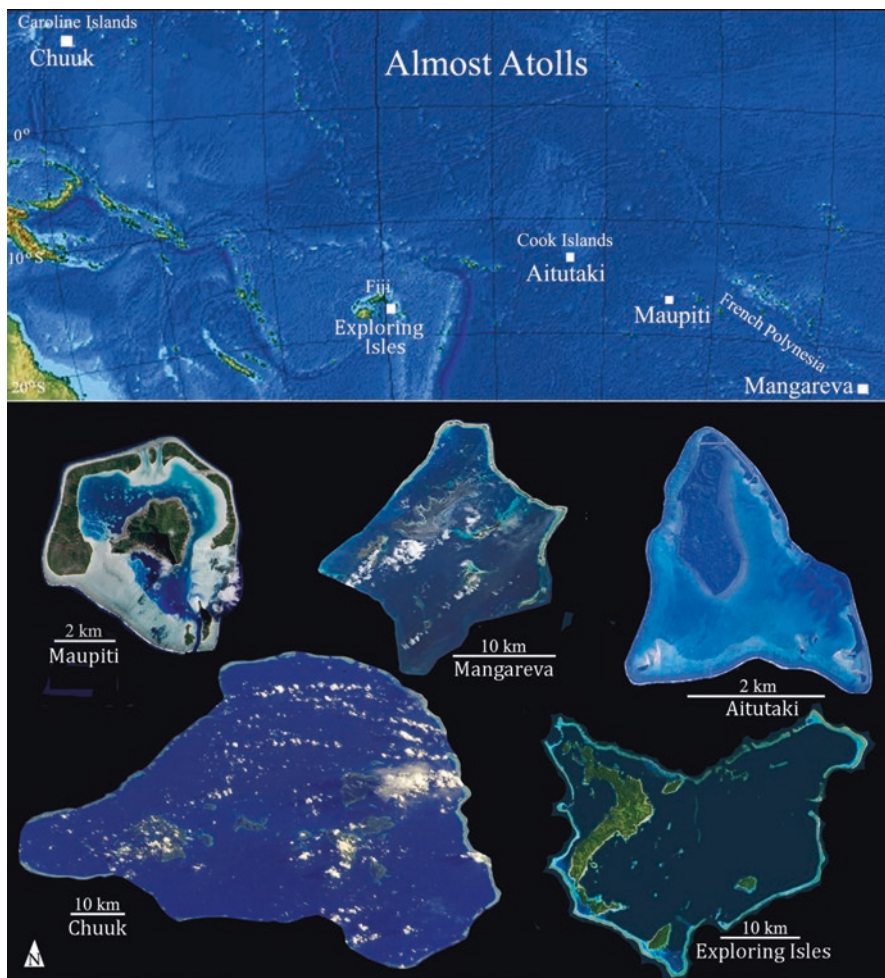 Caroline Islands
Chuuk
Almost Atolls
0°
10°S
Cook Islands
Aitutaki
Fiji
Exploring
Isles
Maupiti
French Polynesia
20°S
Mangareva
2 km
Maupiti
10 km
Mangareva
2 km
Aitutaki
10 km
Chuuk
10 km
Exploring Isles
N